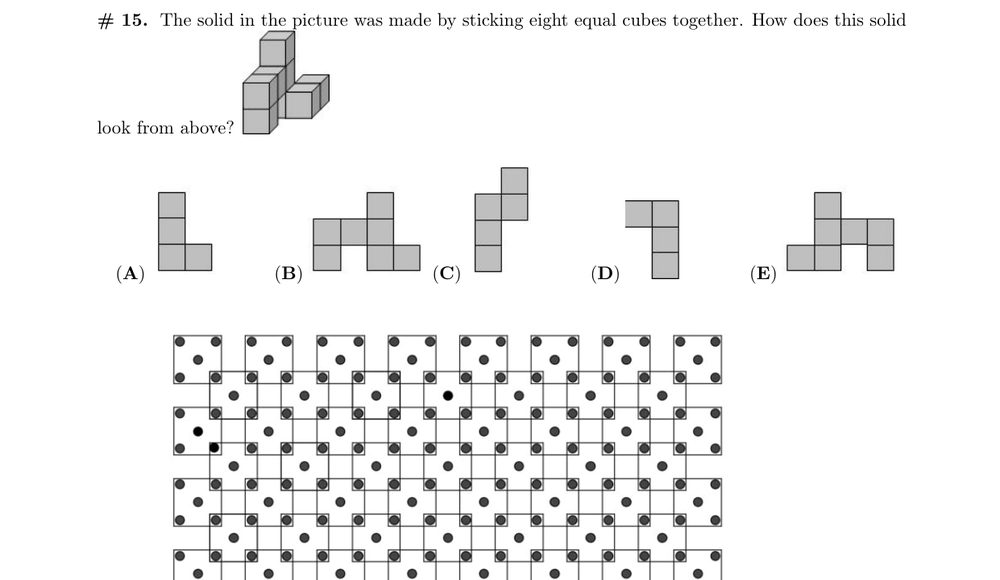 # 15. The solid in the picture was made by sticking eight equal cubes together. How does this solid
look from above?
(A) (B) (C) (D) (E)